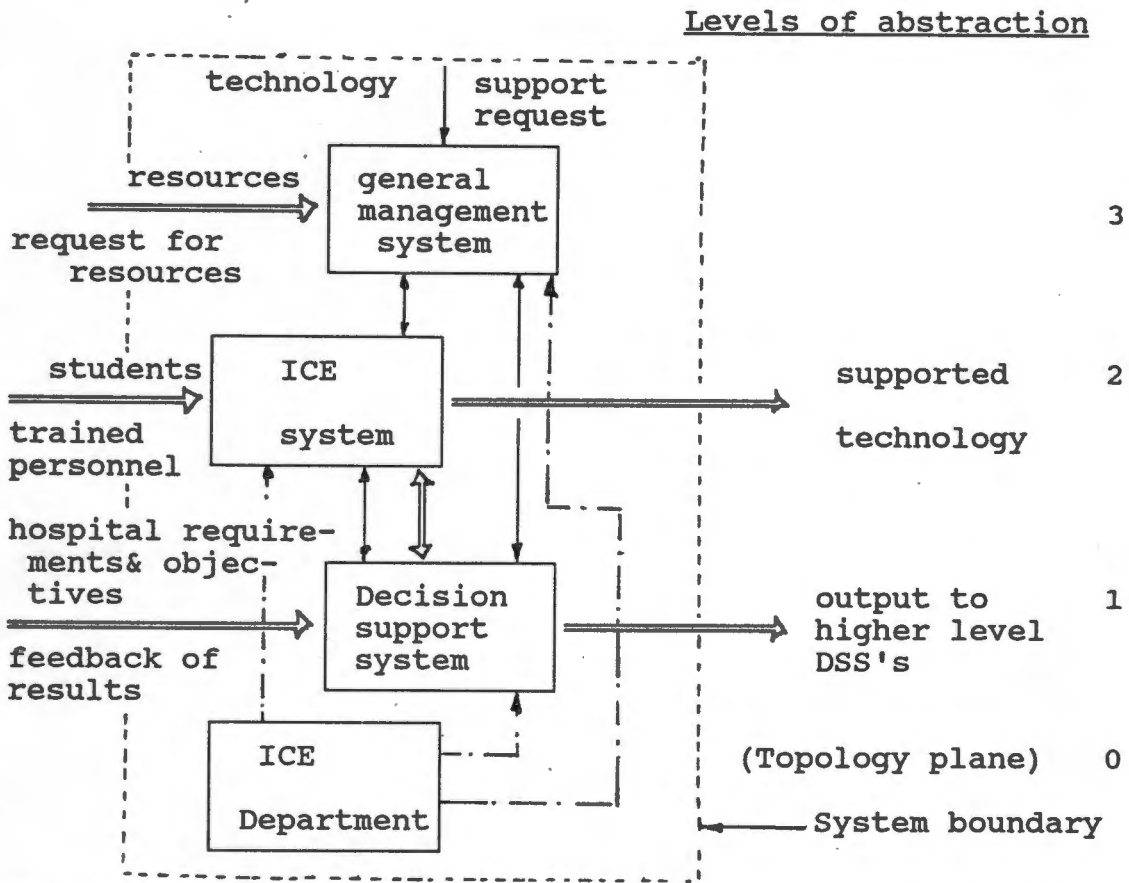 Levels of abstraction
technology support
request
resources
general
management
system
3
request for
resources
students
ICE
system
supported
technology
2
trained
personnel
hospital require-
ments& objec-
tives
Decision
support
system
output to
higher level
DSS's
1
feedback of
results
ICE
Department
(Topology plane) 0
System boundary